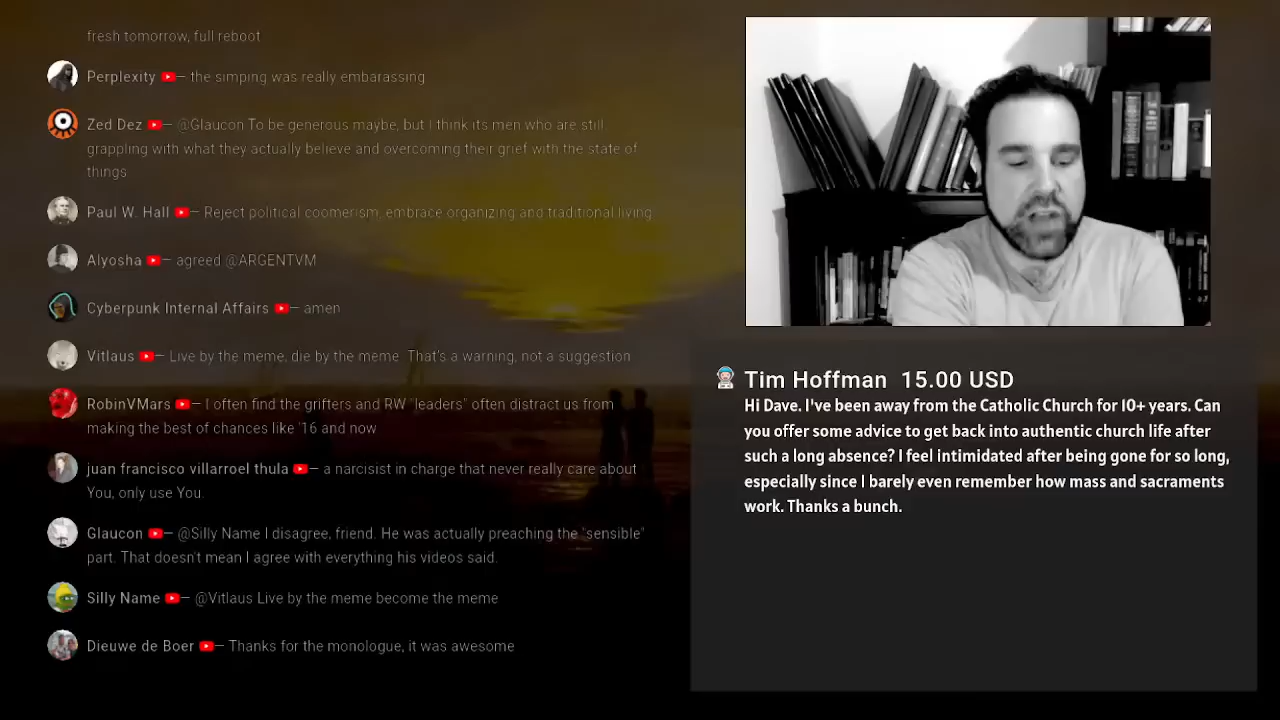 fresh tomorrow, full reboot
Perplexity — the simping was really embarassing
Zed Dez — @Glaucon To be generous maybe, but I think its men who are still
grappling with what they actually believe and overcoming their grief with the state of
things
Paul W. Hall — Reject political coomerism, embrace organizing and traditional living
Alyosha — agreed @ARGENTVM
Cyberpunk Internal Affairs — amen
Vitlaus — Live by the meme, die by the meme. That's a warning, not a suggestion
RobinVMars — I often find the grifters and RW "leaders" often distract us from
making the best of chances like '16 and now
juan francisco villarroel thula — a narcisist in charge that never really care about
You, only use You.
Glaucon — @Silly Name I disagree, friend. He was actually preaching the "sensible"
part. That doesn't mean I agree with everything his videos said.
Silly Name — @Vitlaus Live by the meme become the meme
Dieuwe de Boer — Thanks for the monologue, it was awesome
Tim Hoffman 15.00 USD
Hi Dave. I've been away from the Catholic Church for 10+ years. Can
you offer some advice to get back into authentic church life after
such a long absence? I feel intimidated after being gone for so long,
especially since I barely even remember how mass and sacraments
work. Thanks a bunch.